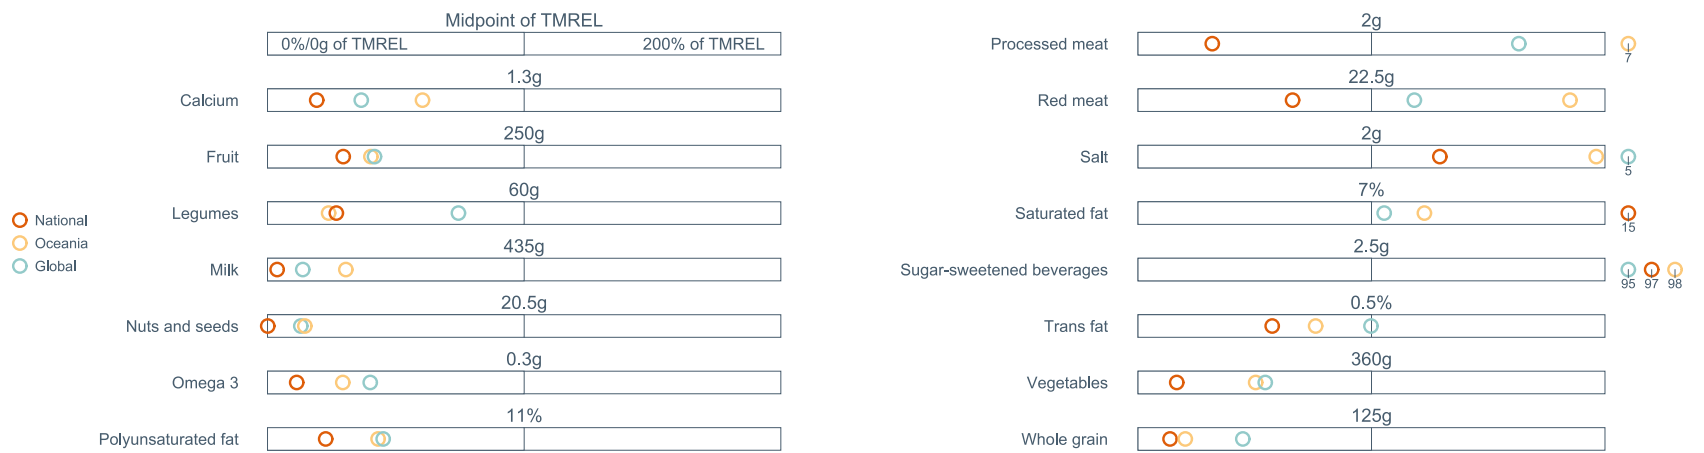 Midpoint of TMREL
0%/0g of TMREL 200% of TMREL
1.3g
Calcium
250g
Fruit
60g
Legumes
435g
Milk
20.5g
Nuts and seeds
0.3g
Omega 3
11%
Polyunsaturated fat
National
Oceania
Global
2g
Processed meat
7
22.5g
Red meat
2g
Salt
5
7%
Saturated fat
15
2.5g
Sugar-sweetened beverages
95 97 98
0.5%
Trans fat
360g
Vegetables
125g
Whole grain